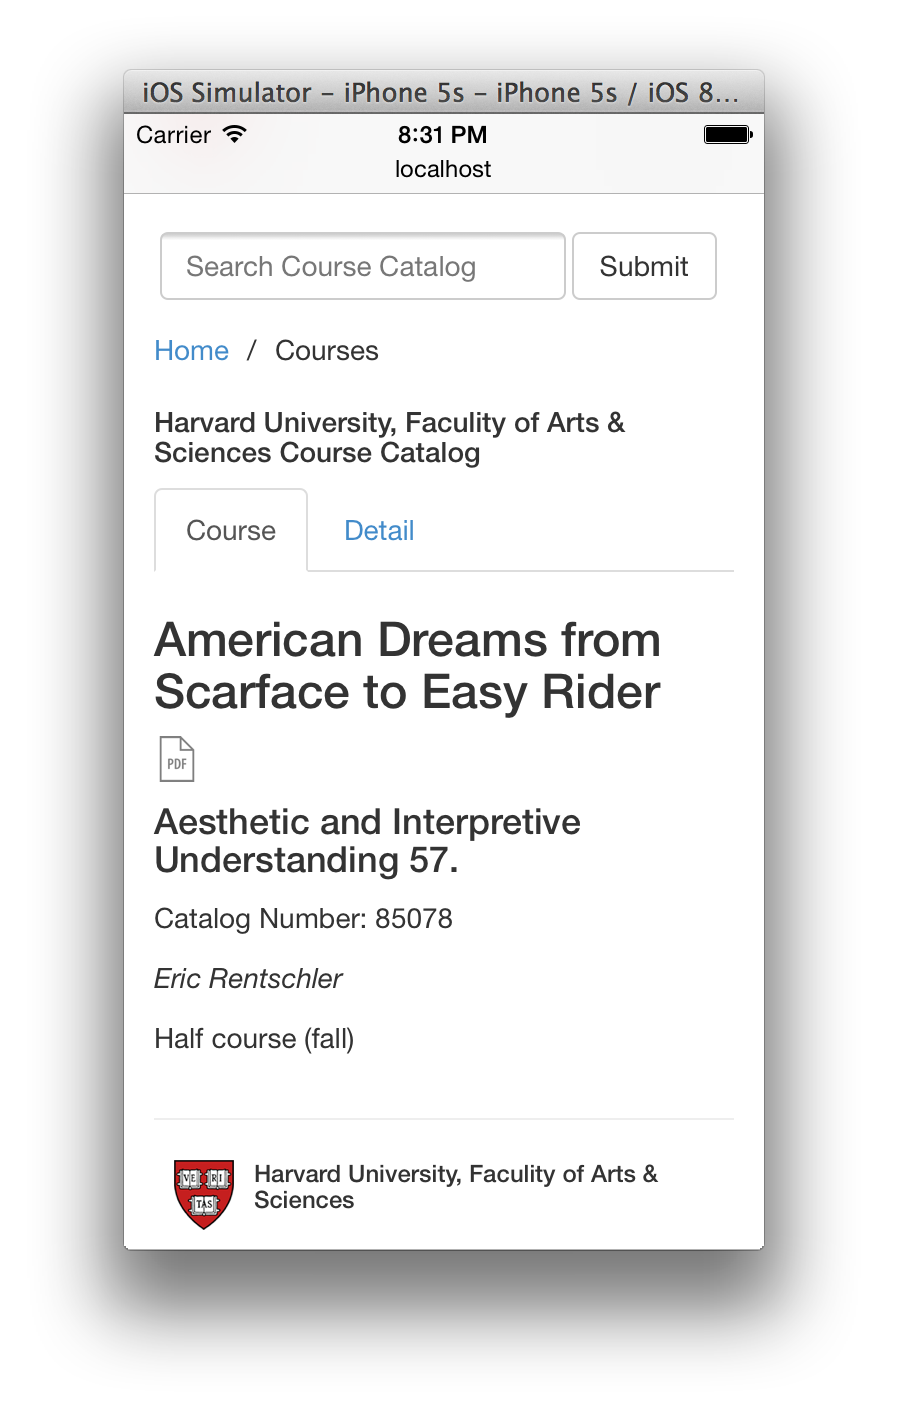 iOS Simulator – iPhone 5s – iPhone 5s / iOS 8...
Carrier 8:31 PM
localhost
Search Course Catalog Submit
Home / Courses
Harvard University, Faculity of Arts &
Sciences Course Catalog
Course Detail
American Dreams from
Scarface to Easy Rider
PDF
Aesthetic and Interpretive
Understanding 57.
Catalog Number: 85078
Eric Rentschler
Half course (fall)
VE RI
TAS
Harvard University, Faculity of Arts &
Sciences